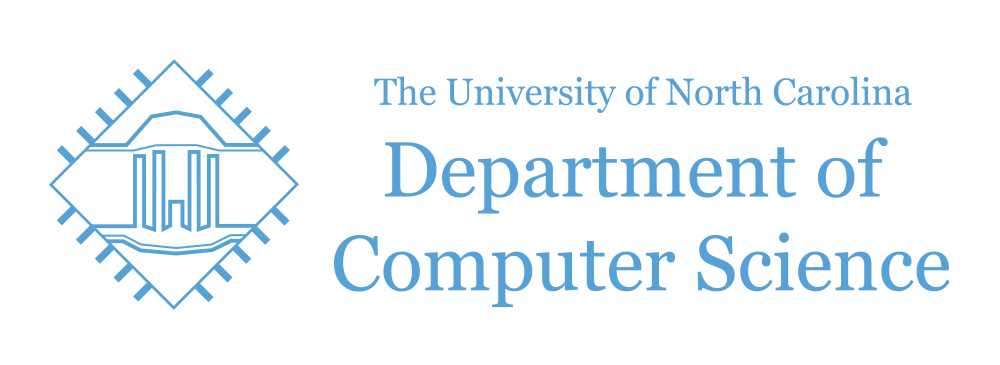 The University of North Carolina
Department of
Computer Science